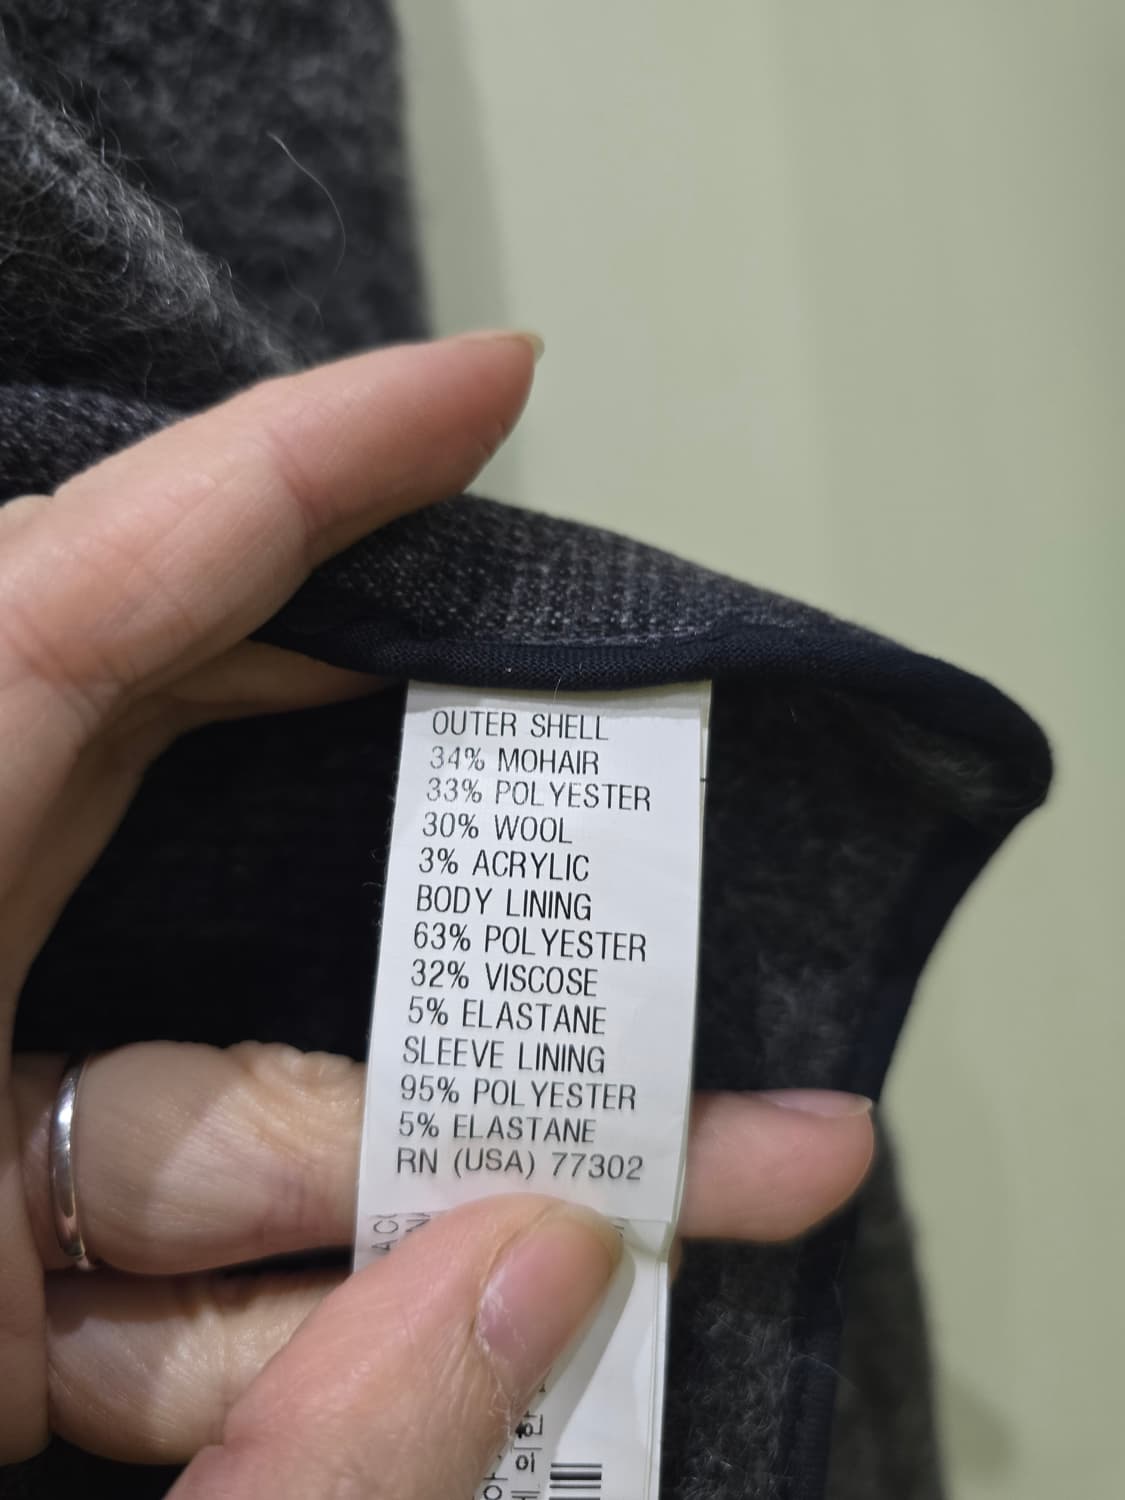 OUTER SHELL
34% MOHAIR
33% POLYESTER
30% WOOL
3% ACRYLIC
BODY LINING
63% POLYESTER
32% VISCOSE
5% ELASTANE
SLEEVE LINING
95% POLYESTER
5% ELASTANE
RN (USA) 77302